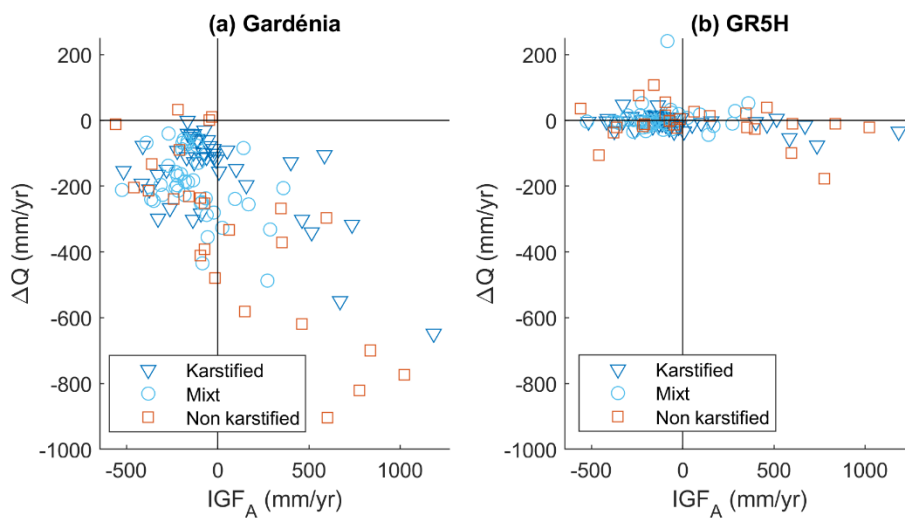 (a) Gardénia
200
0
-200
-400
-600
-800
-1000
ΔQ (mm/yr)
Karstified
Mixt
Non karstified
-500
0
500
1000
IGF_A (mm/yr)
(b) GR5H
200
0
-200
-400
-600
-800
-1000
ΔQ (mm/yr)
Karstified
Mixt
Non karstified
-500
0
500
1000
IGF_A (mm/yr)